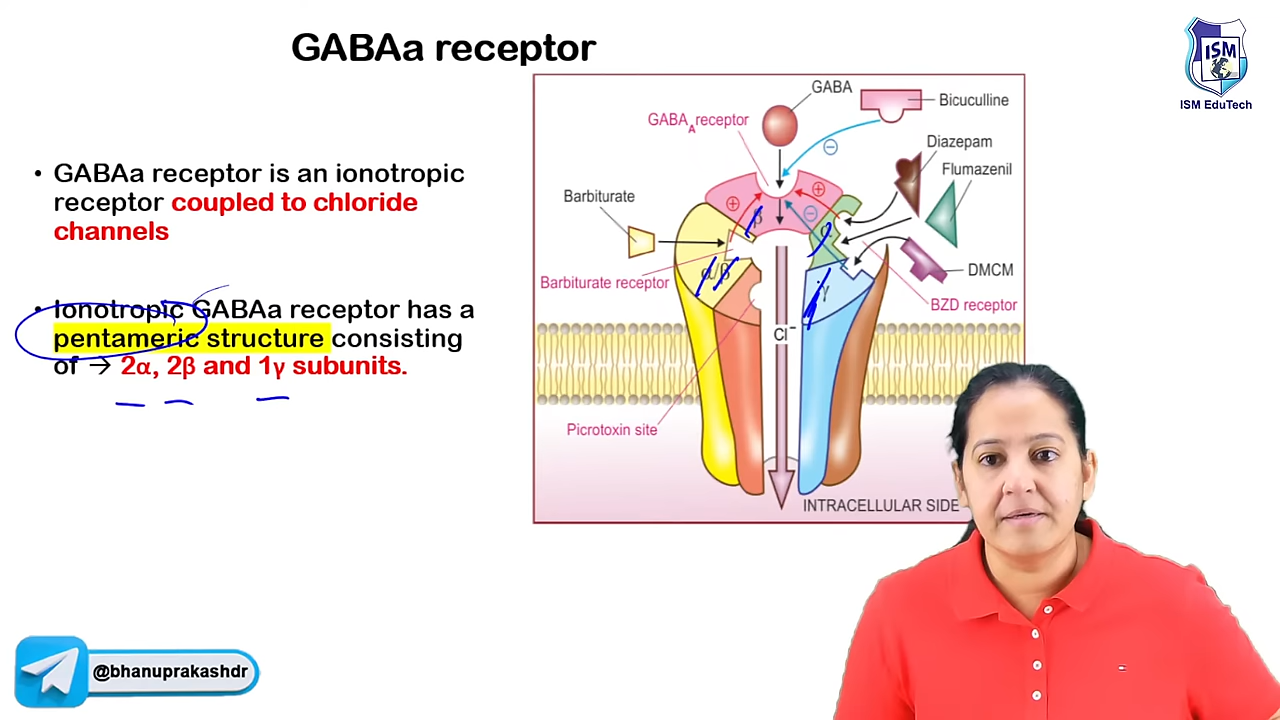 GABAa receptor
ISM
ISM EduTech
• GABAa receptor is an ionotropic
receptor coupled to chloride
channels
• Ionotropic GABAa receptor has a
pentameric structure consisting
of → 2α, 2β and 1γ subunits.
GABA
Bicuculline
GABA A receptor
Diazepam
Flumazenil
Barbiturate
β
α
α/β
DMCM
Barbiturate receptor
γ
BZD receptor
Cl⁻
Picrotoxin site
INTRACELLULAR SIDE
@bhanuprakashdr